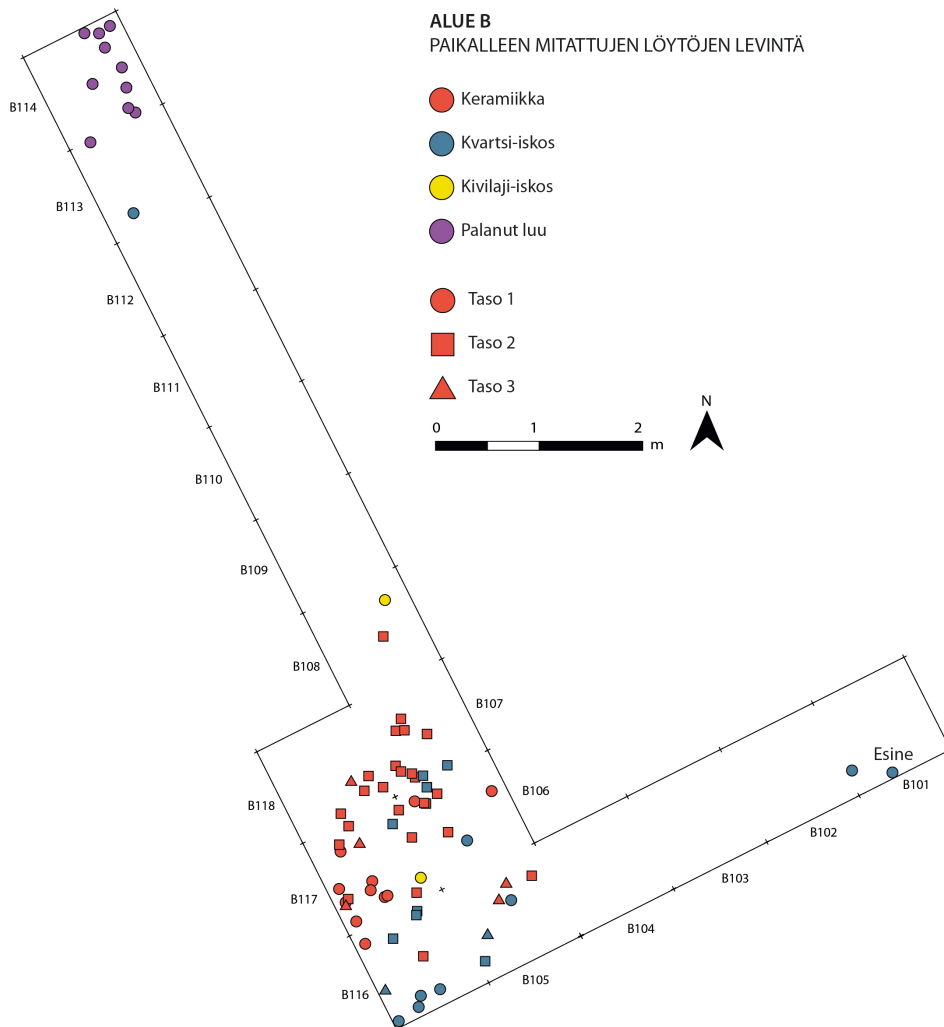 ALUE B
PAIKALLEEN MITATTUJEN LÖYTÖJEN LEVINTÄ
Keramiikka
Kvartsi-iskos
Kivilaji-iskos
Palanut luu
Taso 1
Taso 2
Taso 3
N
0 1 2
m
B114
B113
B112
B111
B110
B109
B108
B107
B106
B118
B117
B116
B105
B104
B103
B102
B101
Esine